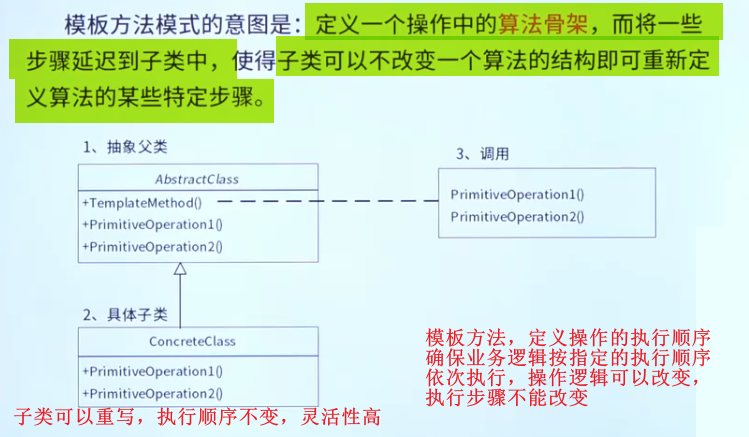 模板方法模式的意图是：定义一个操作中的算法骨架，而将一些
步骤延迟到子类中，使得子类可以不改变一个算法的结构即可重新定
义算法的某些特定步骤。
1、抽象父类
AbstractClass
+TemplateMethod()
+PrimitiveOperation1()
+PrimitiveOperation2()
3、调用
PrimitiveOperation1()
PrimitiveOperation2()
2、具体子类
ConcreteClass
+PrimitiveOperation1()
+PrimitiveOperation2()
子类可以重写，执行顺序不变，灵活性高
模板方法，定义操作的执行顺序
确保业务逻辑按指定的执行顺序
依次执行，操作逻辑可以改变，
执行步骤不能改变